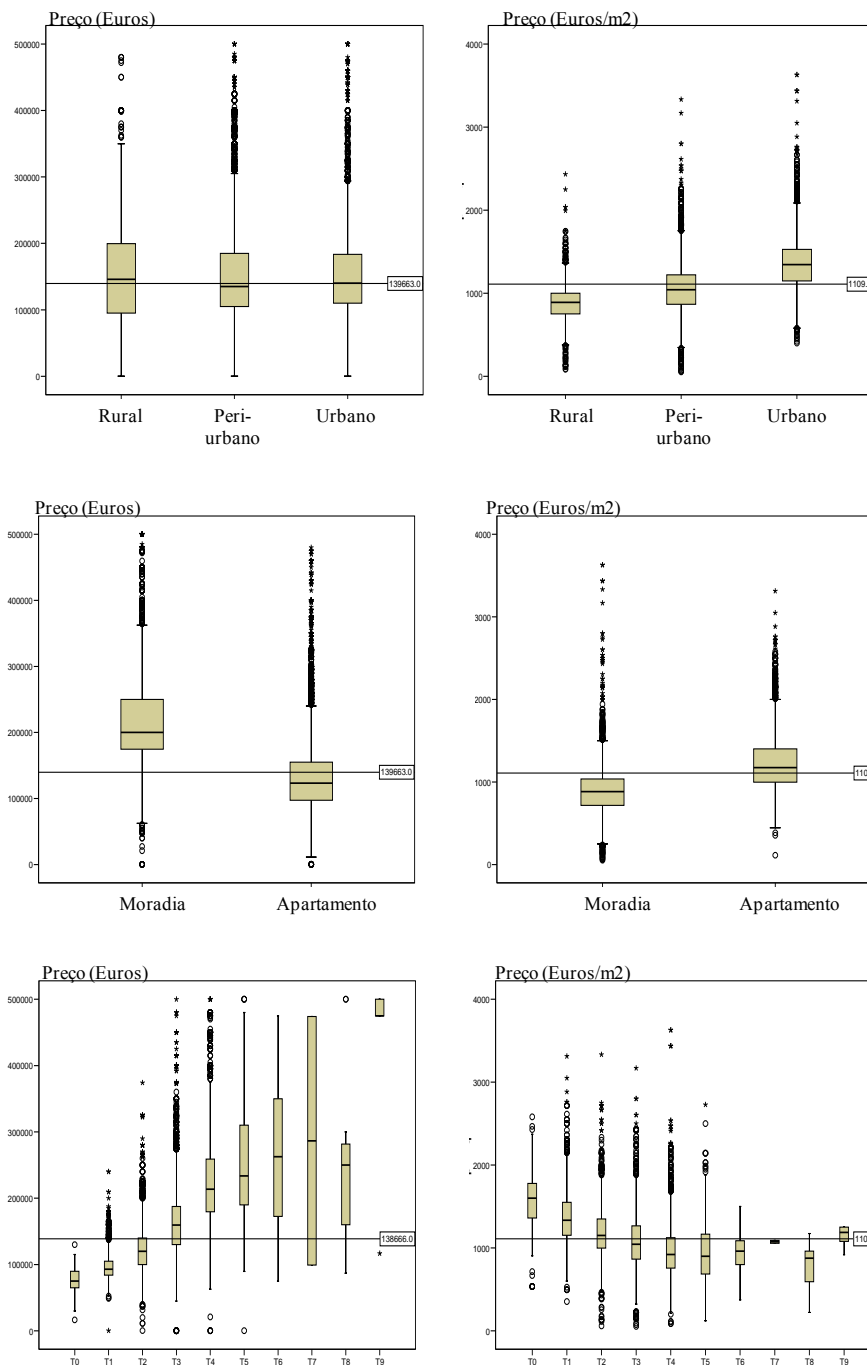 Preço (Euros)
500000
400000
300000
200000
100000
0
139663.0
Rural
Peri-
urbano
Urbano
Preço (Euros/m2)
4000
3000
2000
1000
0
1109.
Rural
Peri-
urbano
Urbano
Preço (Euros)
500000
400000
300000
200000
100000
0
139663.0
Moradia
Apartamento
Preço (Euros/m2)
4000
3000
2000
1000
0
110
Moradia
Apartamento
Preço (Euros)
500000
400000
300000
200000
100000
0
138666.0
T0 T1 T2 T3 T4 T5 T6 T7 T8 T9
Preço (Euros/m2)
4000
3000
2000
1000
0
110
T0 T1 T2 T3 T4 T5 T6 T7 T8 T9